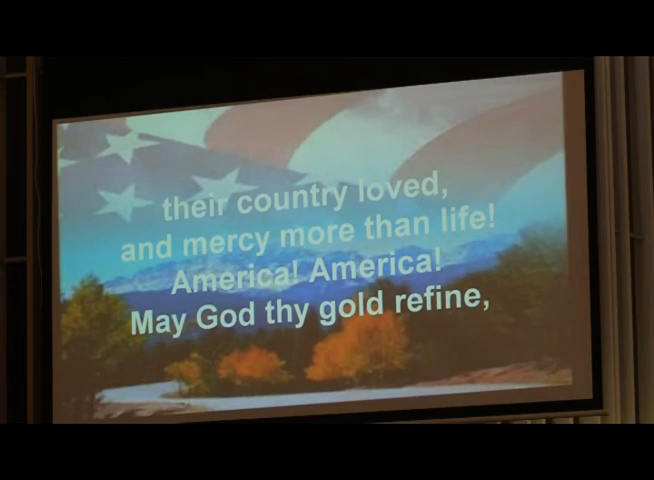 their country loved,
and mercy more than life!
America! America!
May God thy gold refine,